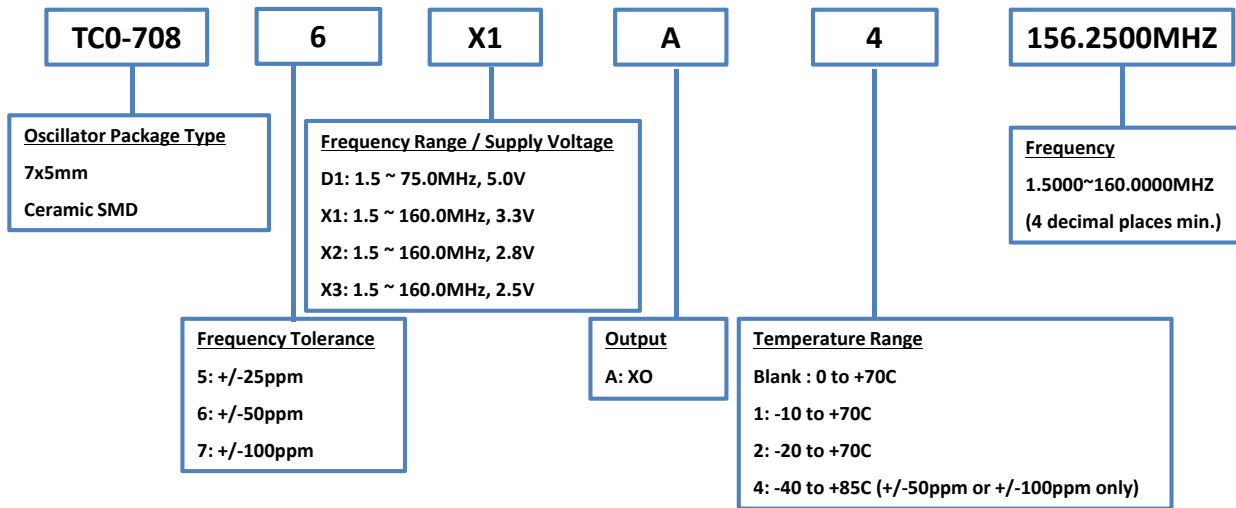 TC0-708
6
X1
A
4
156.2500MHZ
Oscillator Package Type
7x5mm
Ceramic SMD
Frequency Range / Supply Voltage
D1: 1.5 ~ 75.0MHz, 5.0V
X1: 1.5 ~ 160.0MHz, 3.3V
X2: 1.5 ~ 160.0MHz, 2.8V
X3: 1.5 ~ 160.0MHz, 2.5V
Frequency
1.5000~160.0000MHZ
(4 decimal places min.)
Frequency Tolerance
5: +/-25ppm
6: +/-50ppm
7: +/-100ppm
Output
A: XO
Temperature Range
Blank : 0 to +70C
1: -10 to +70C
2: -20 to +70C
4: -40 to +85C (+/-50ppm or +/-100ppm only)